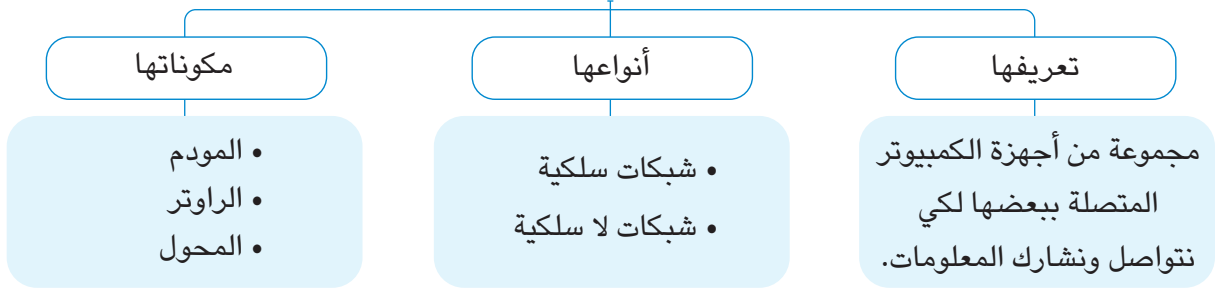 تعريفها
مجموعة من أجهزة الكمبيوتر
المتصلة ببعضها لكي
نتواصل ونشارك المعلومات.
أنواعها
• شبكات سلكية
• شبكات لا سلكية
مكوناتها
• المودم
• الراوتر
• المحول